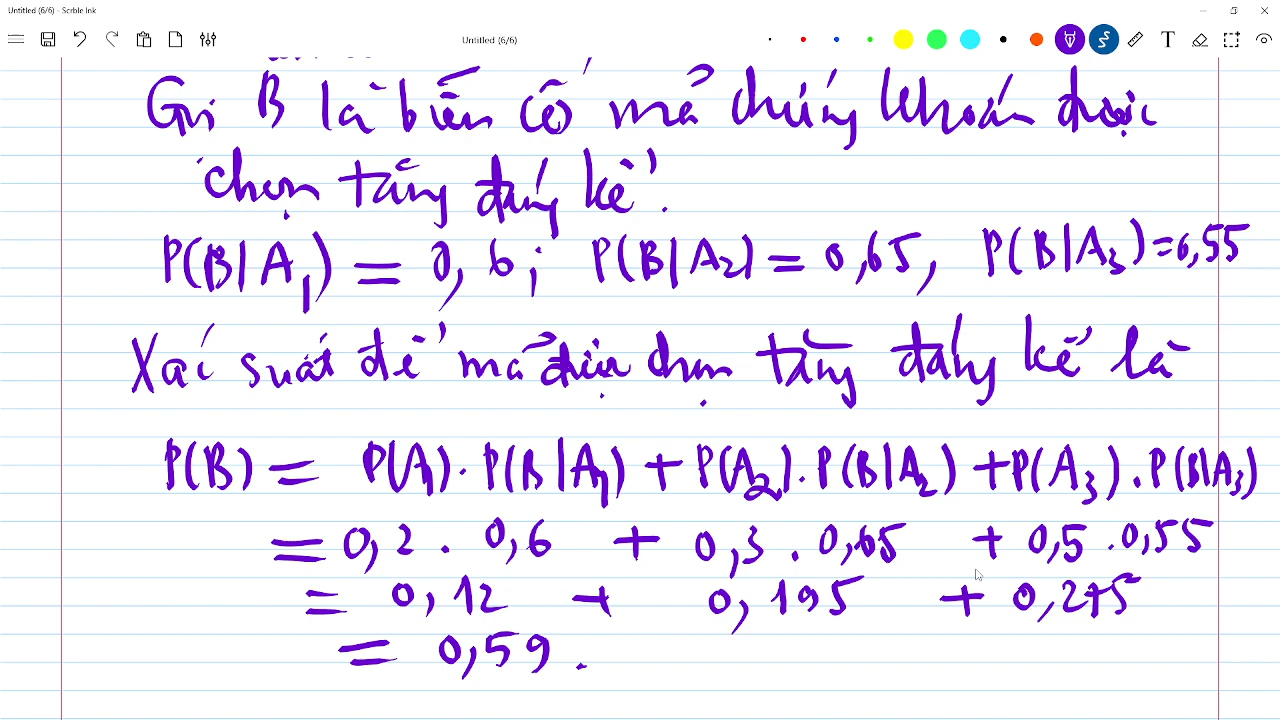 Untitled (6/6) - Scrble Ink
Untitled (6/6)
T
Gọi B là biến cố mã chứng khoán được
chọn tăng đáng kể.
P(B|A₁) = 0,6; P(B|A₂) = 0,65, P(B|A₃) = 0,55
Xác suất để mã được chọn tăng đáng kể là
P(B) = P(A₁).P(B|A₁) + P(A₂).P(B|A₂) + P(A₃).P(B|A₃)
= 0,2 . 0,6 + 0,3 . 0,65 + 0,5 . 0,55
= 0,12 + 0,195 + 0,275
= 0,59.